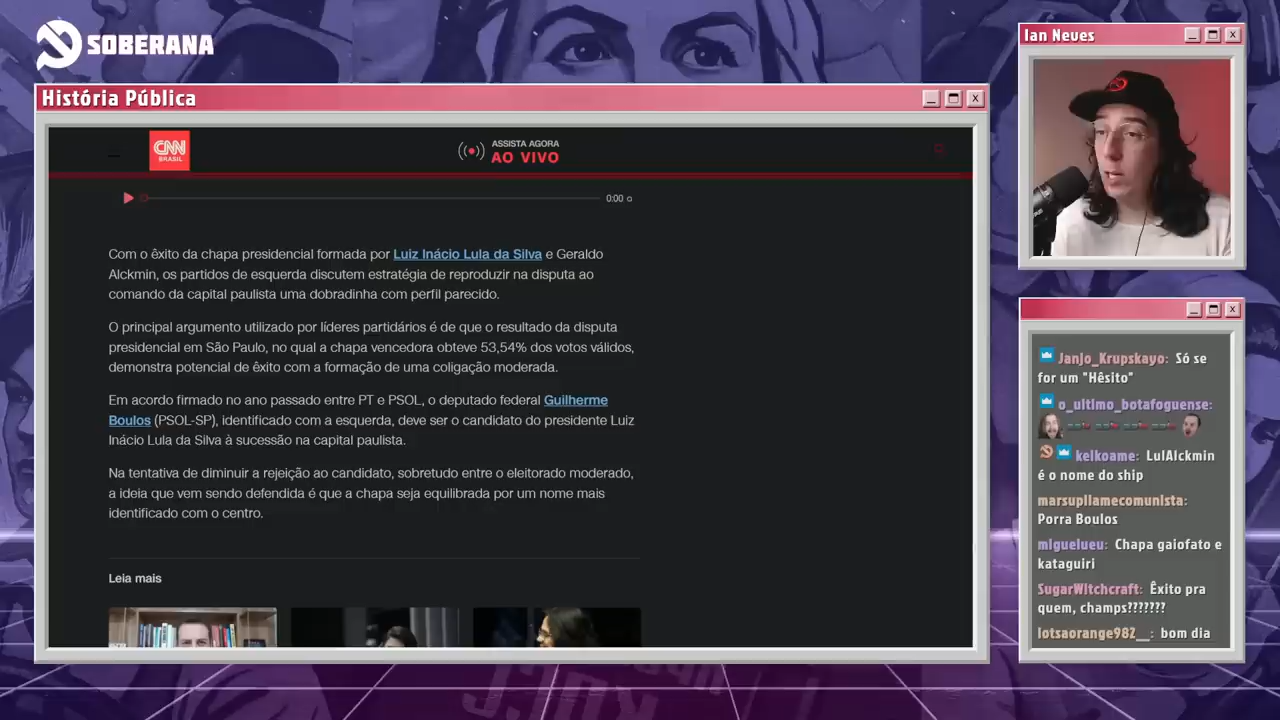 SOBERANA
História Pública
CNN
BRASIL
ASSISTA AGORA
AO VIVO
0:00
Com o êxito da chapa presidencial formada por Luiz Inácio Lula da Silva e Geraldo
Alckmin, os partidos de esquerda discutem estratégia de reproduzir na disputa ao
comando da capital paulista uma dobradinha com perfil parecido.
O principal argumento utilizado por líderes partidários é de que o resultado da disputa
presidencial em São Paulo, no qual a chapa vencedora obteve 53,54% dos votos válidos,
demonstra potencial de êxito com a formação de uma coligação moderada.
Em acordo firmado no ano passado entre PT e PSOL, o deputado federal Guilherme
Boulos (PSOL-SP), identificado com a esquerda, deve ser o candidato do presidente Luiz
Inácio Lula da Silva à sucessão na capital paulista.
Na tentativa de diminuir a rejeição ao candidato, sobretudo entre o eleitorado moderado,
a ideia que vem sendo defendida é que a chapa seja equilibrada por um nome mais
identificado com o centro.
Leia mais
Ian Neves
Janjo_Krupskayo: Só se
for um "Hêsito"
o_ultimo_botafoguense:
kelkoame: LulAlckmin
é o nome do ship
marsupilamecomunista:
Porra Boulos
miguelueu: Chapa gaiofato e
kataguiri
SugarWitchcraft: Êxito pra
quem, champs???????
lotsaorange982__: bom dia